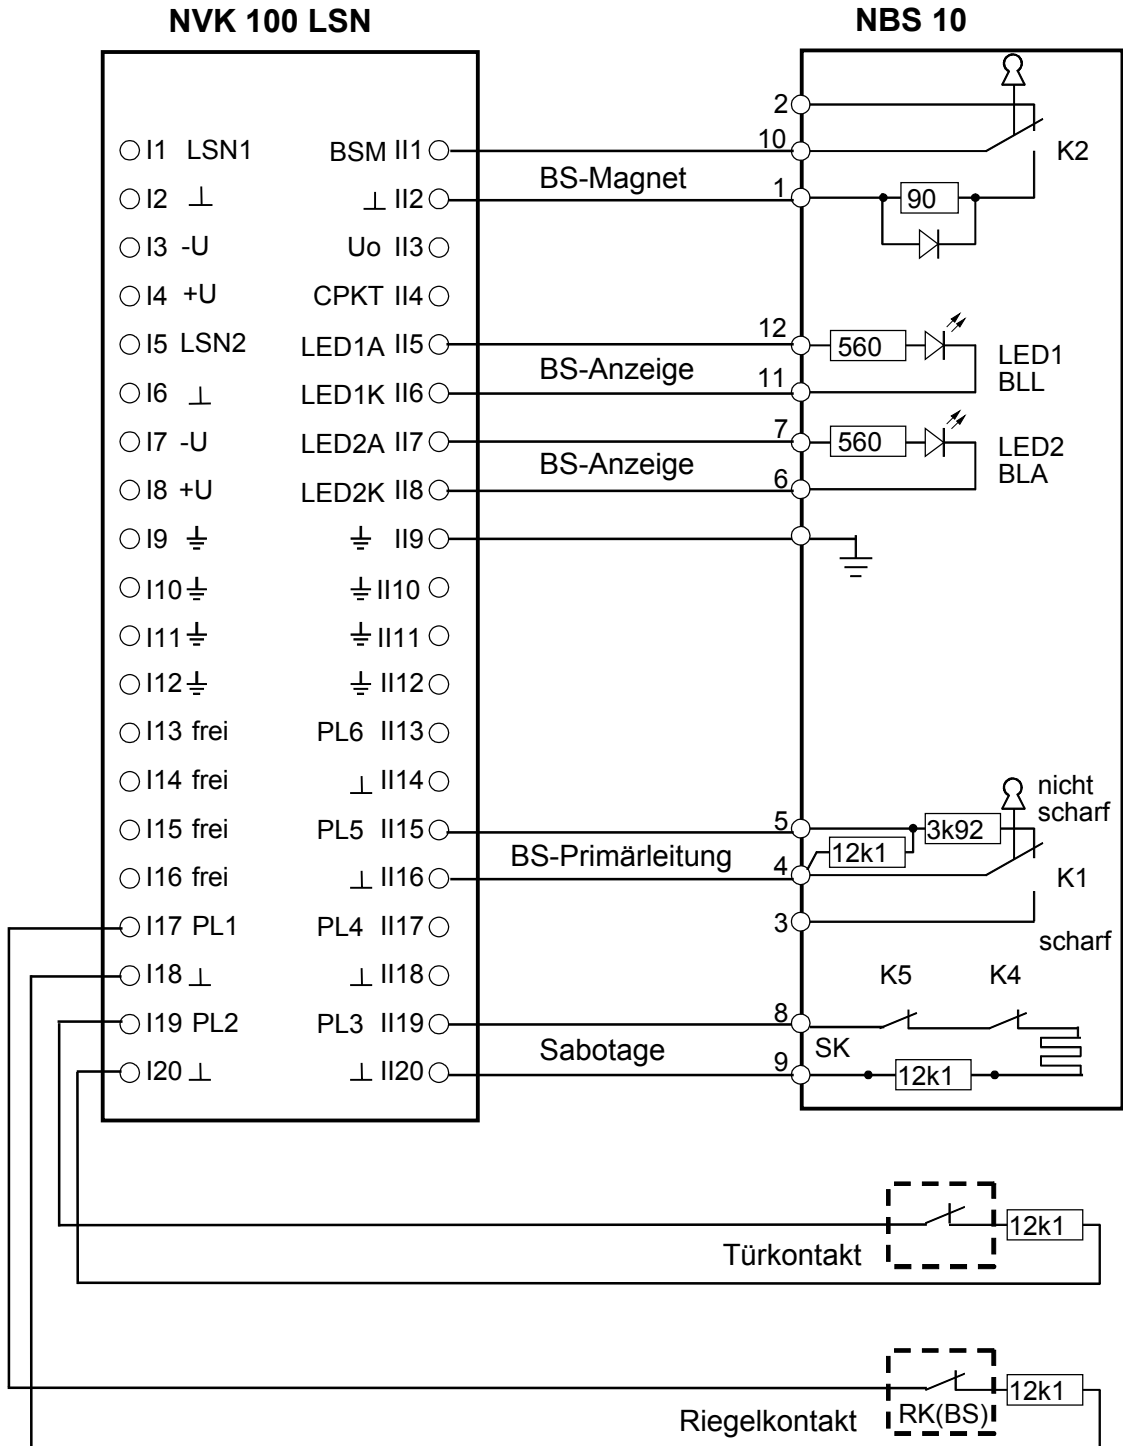 NVK 100 LSN
NBS 10
I1 LSN1
BSM II1
I2 ⊥
⊥ II2
I3 -U
Uo II3
I4 +U
CPKT II4
I5 LSN2
LED1A II5
I6 ⊥
LED1K II6
I7 -U
LED2A II7
I8 +U
LED2K II8
I9 ⏚
⏚ II9
I10 ⏚
⏚ II10
I11 ⏚
⏚ II11
I12 ⏚
⏚ II12
I13 frei
PL6 II13
I14 frei
⊥ II14
I15 frei
PL5 II15
I16 frei
⊥ II16
I17 PL1
PL4 II17
I18 ⊥
⊥ II18
I19 PL2
PL3 II19
I20 ⊥
⊥ II20
BS-Magnet
BS-Anzeige
BS-Anzeige
BS-Primärleitung
Sabotage
2
10
K2
1
90
12
560
LED1
BLL
11
7
560
LED2
BLA
6
nicht
scharf
5
3k92
12k1
4
K1
3
scharf
K5
K4
8
SK
9
12k1
Türkontakt
12k1
Riegelkontakt
RK(BS)
12k1